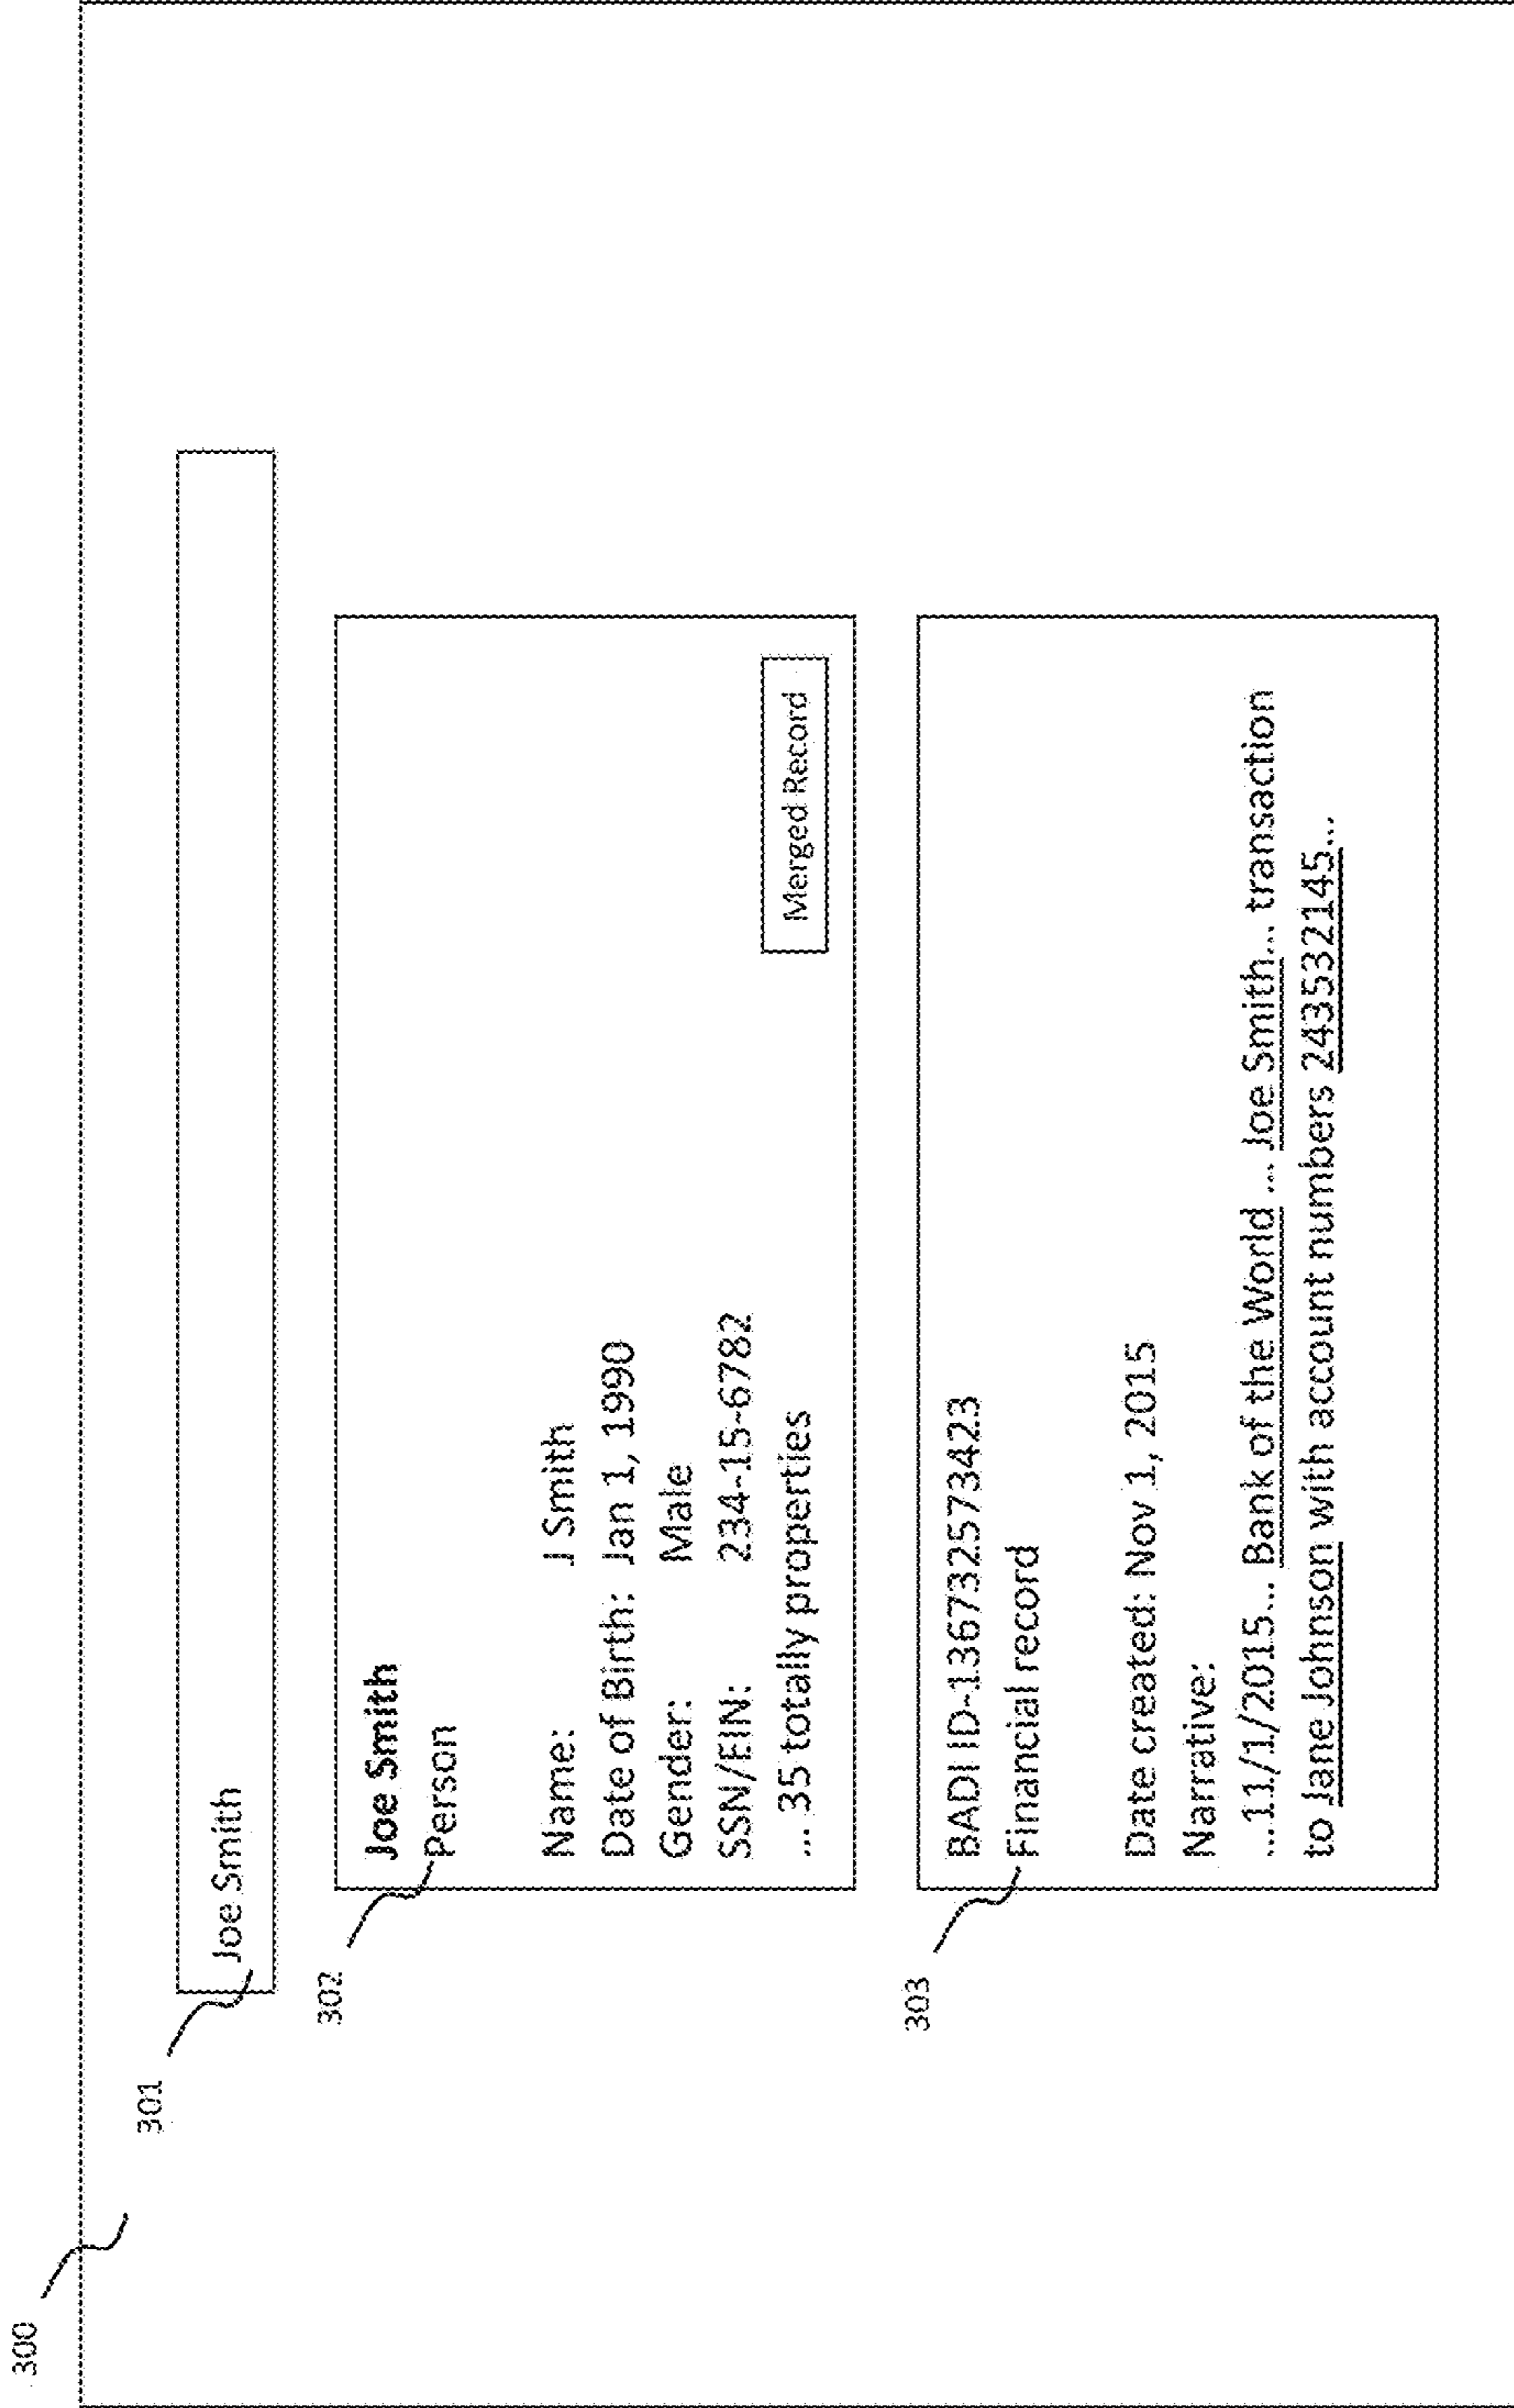 300
301
Joe Smith
302
Joe Smith
Person
Name: J Smith
Date of Birth: Jan 1, 1990
Gender: Male
SSN/EIN: 234-15-6782
... 35 totally properties
Merged Record
303
BADI ID-1367325573423
Financial record
Date created: Nov 1, 2015
Narrative:
...11/1/2015... Bank of the World ... Joe Smith... transaction
to Jane Johnson with account numbers 243532145...